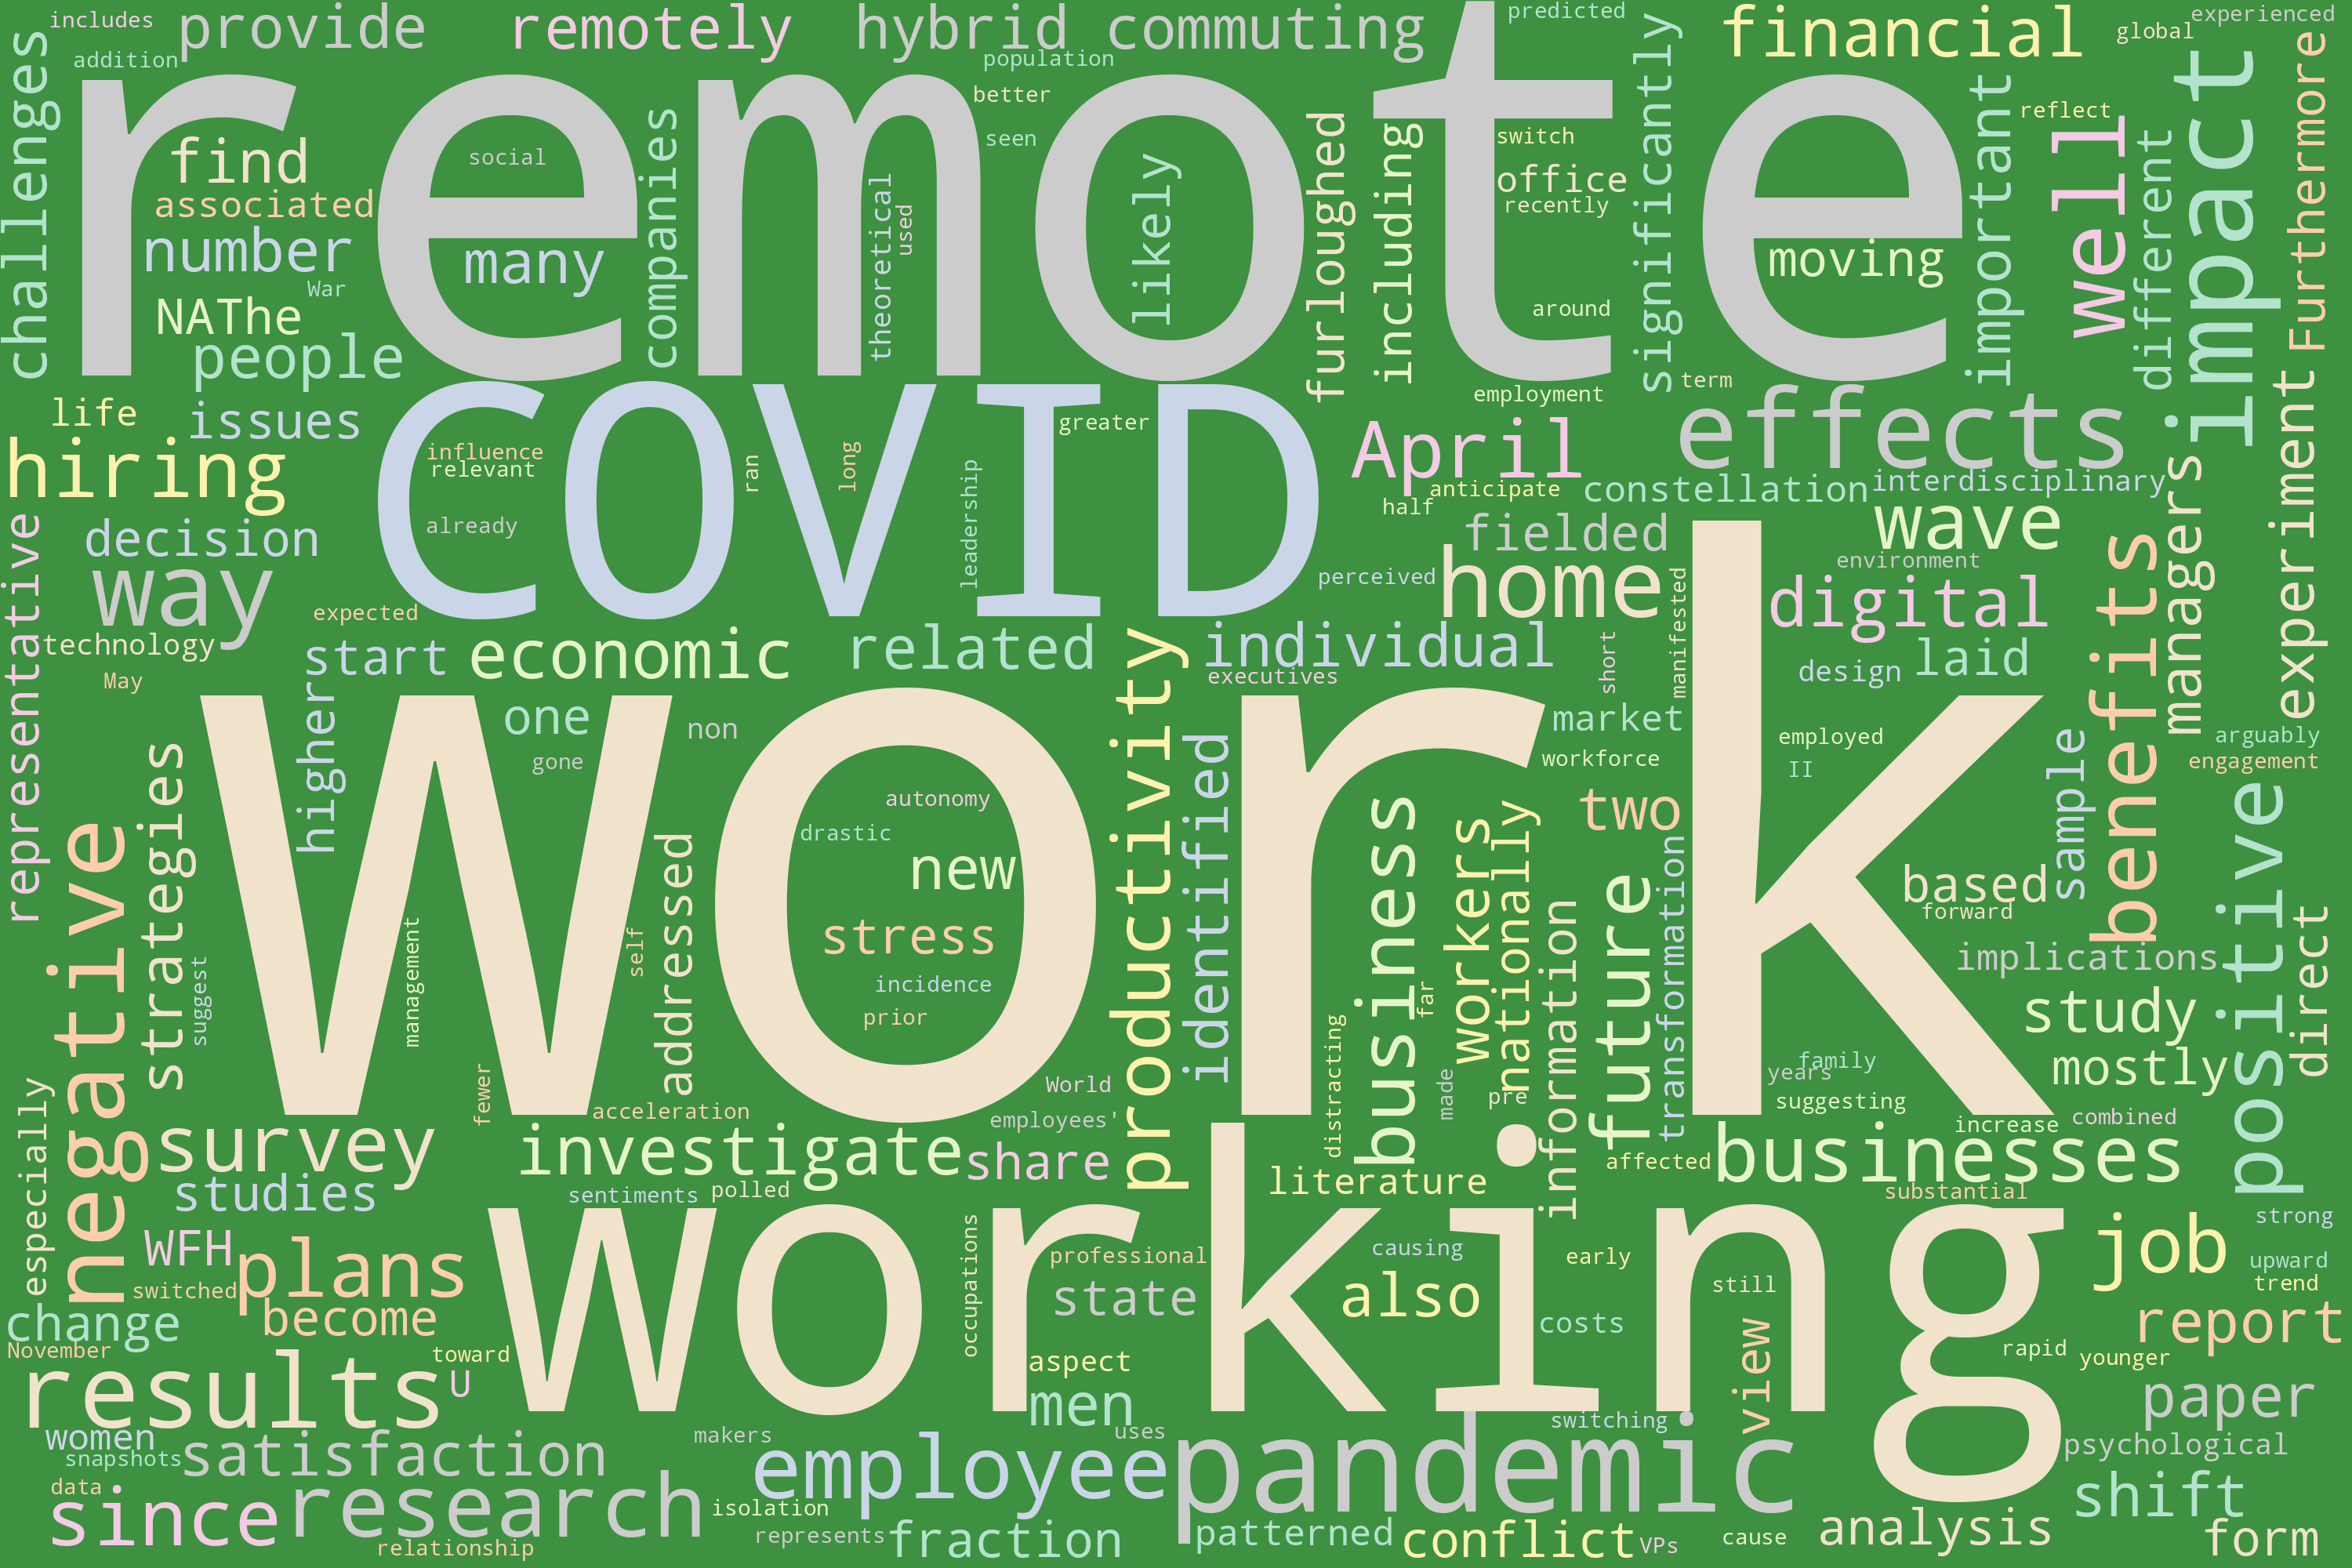 includes
provide
remotely
hybrid
commuting
predicted
financial
global
experienced
addition
population
better
challenges
remote
seen
social
find
associated
number
many
companies
theoretical
used
likely
furloughed
including
switch
office
recently
significantly
moving
important
reflect
well
different
impact
Furthermore
NAThe
War
people
around
employment
term
life
issues
hiring
COVID
influence
relevant
already
ran
long
greater
leadership
April
effects
anticipate
half
constellation
interdisciplinary
fielded
wave
managers
experiment
decision
way
expected
perceived
home
manifested
environment
digital
benefits
representative
technology
May
start
economic
related
individual
executives
short
design
laid
higher
one
non
gone
work
productivity
identified
market
workforce
employed
II
sample
arguably
engagement
negative
strategies
suggest
management
self
addressed
autonomy
drastic
new
stress
incidence
prior
business
workers
nationally
far
distracting
made
pre
information
two
future
transformation
based
forward
implications
study
mostly
positive
direct
family
years
suggesting
increase
combined
especially
fewer
World
acceleration
employees'
survey
investigate
share
literature
affected
businesses
substantial
studies
sentiments
polled
WFH
plans
switched
working
occupations
professional
state
causing
also
early
costs
still
view
job
strong
upward
trend
report
change
become
November
toward
aspect
rapid
younger
results
U
men
paper
women
snapshots
satisfaction
makers
employee
uses
pandemic
switching
psychological
data
since
research
isolation
shift
relationship
represents
fraction
patterned
conflict
VPs
cause
analysis
form